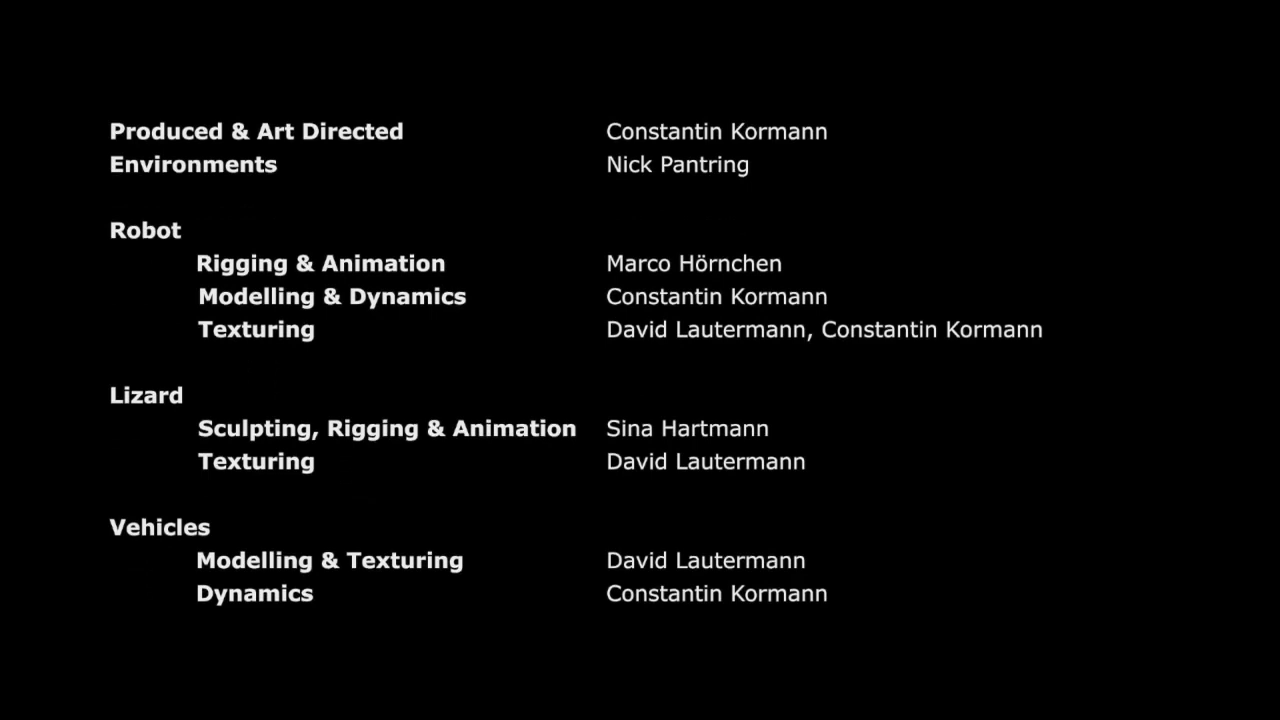 Produced & Art Directed Constantin Kormann
Environments Nick Pantring
Robot
Rigging & Animation Marco Hörnchen
Modelling & Dynamics Constantin Kormann
Texturing David Lautermann, Constantin Kormann
Lizard
Sculpting, Rigging & Animation Sina Hartmann
Texturing David Lautermann
Vehicles
Modelling & Texturing David Lautermann
Dynamics Constantin Kormann